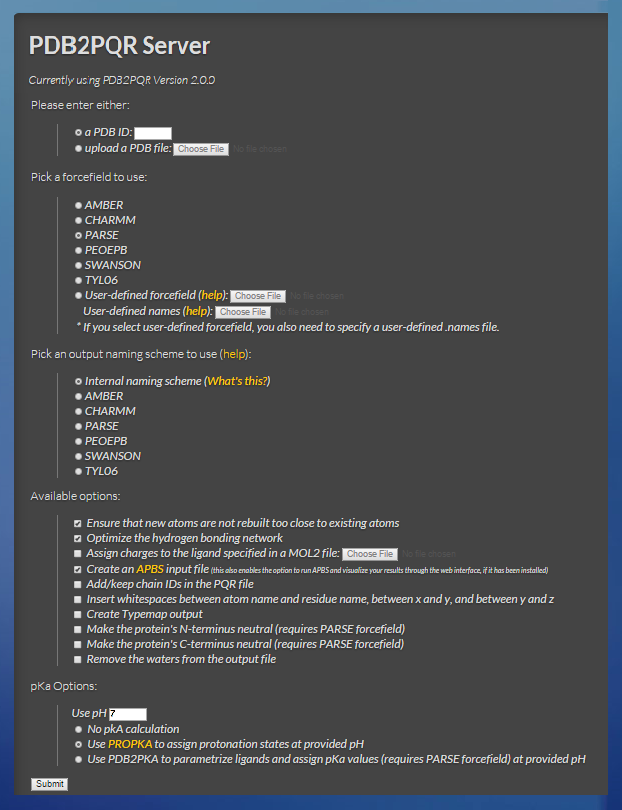 PDB2PQR Server
Currently using PDB2PQR Version 2.0.0
Please enter either:
a PDB ID:
upload a PDB file: Choose File No file chosen
Pick a forcefield to use:
AMBER
CHARMM
PARSE
PEOEPB
SWANSON
TYL06
User-defined forcefield (help): Choose File No file chosen
User-defined names (help): Choose File No file chosen
* If you select user-defined forcefield, you also need to specify a user-defined .names file.
Pick an output naming scheme to use (help):
Internal naming scheme (What's this?)
AMBER
CHARMM
PARSE
PEOEPB
SWANSON
TYL06
Available options:
Ensure that new atoms are not rebuilt too close to existing atoms
Optimize the hydrogen bonding network
Assign charges to the ligand specified in a MOL2 file: Choose File No file chosen
Create an APBS input file (this also enables the option to run APBS and visualize your results through the web interface, if it has been installed)
Add/keep chain IDs in the PQR file
Insert whitespaces between atom name and residue name, between x and y, and between y and z
Create Typemap output
Make the protein's N-terminus neutral (requires PARSE forcefield)
Make the protein's C-terminus neutral (requires PARSE forcefield)
Remove the waters from the output file
pKa Options:
Use pH 7
No pkA calculation
Use PROPKA to assign protonation states at provided pH
Use PDB2PKA to parametrize ligands and assign pKa values (requires PARSE forcefield) at provided pH
Submit